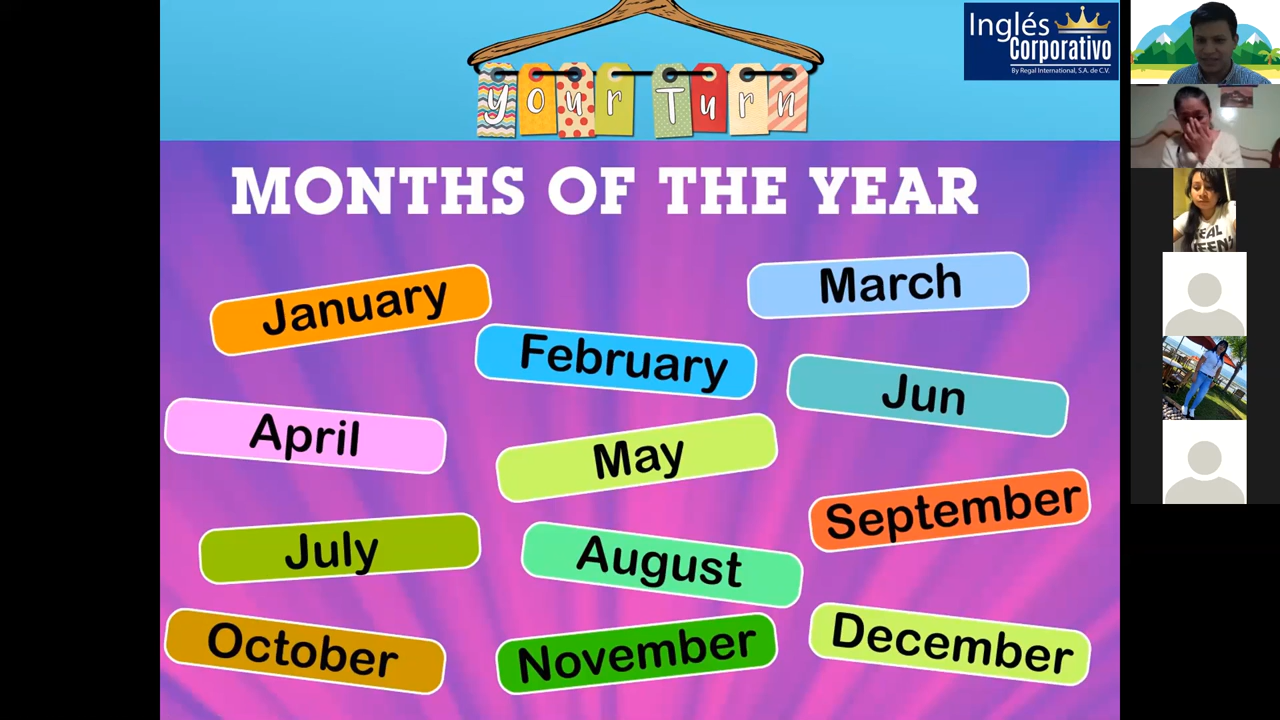 your Turn
Inglés
Corporativo
By Regal International, S.A. de C.V.
MONTHS OF THE YEAR
January
February
March
April
May
Jun
July
August
September
October
November
December